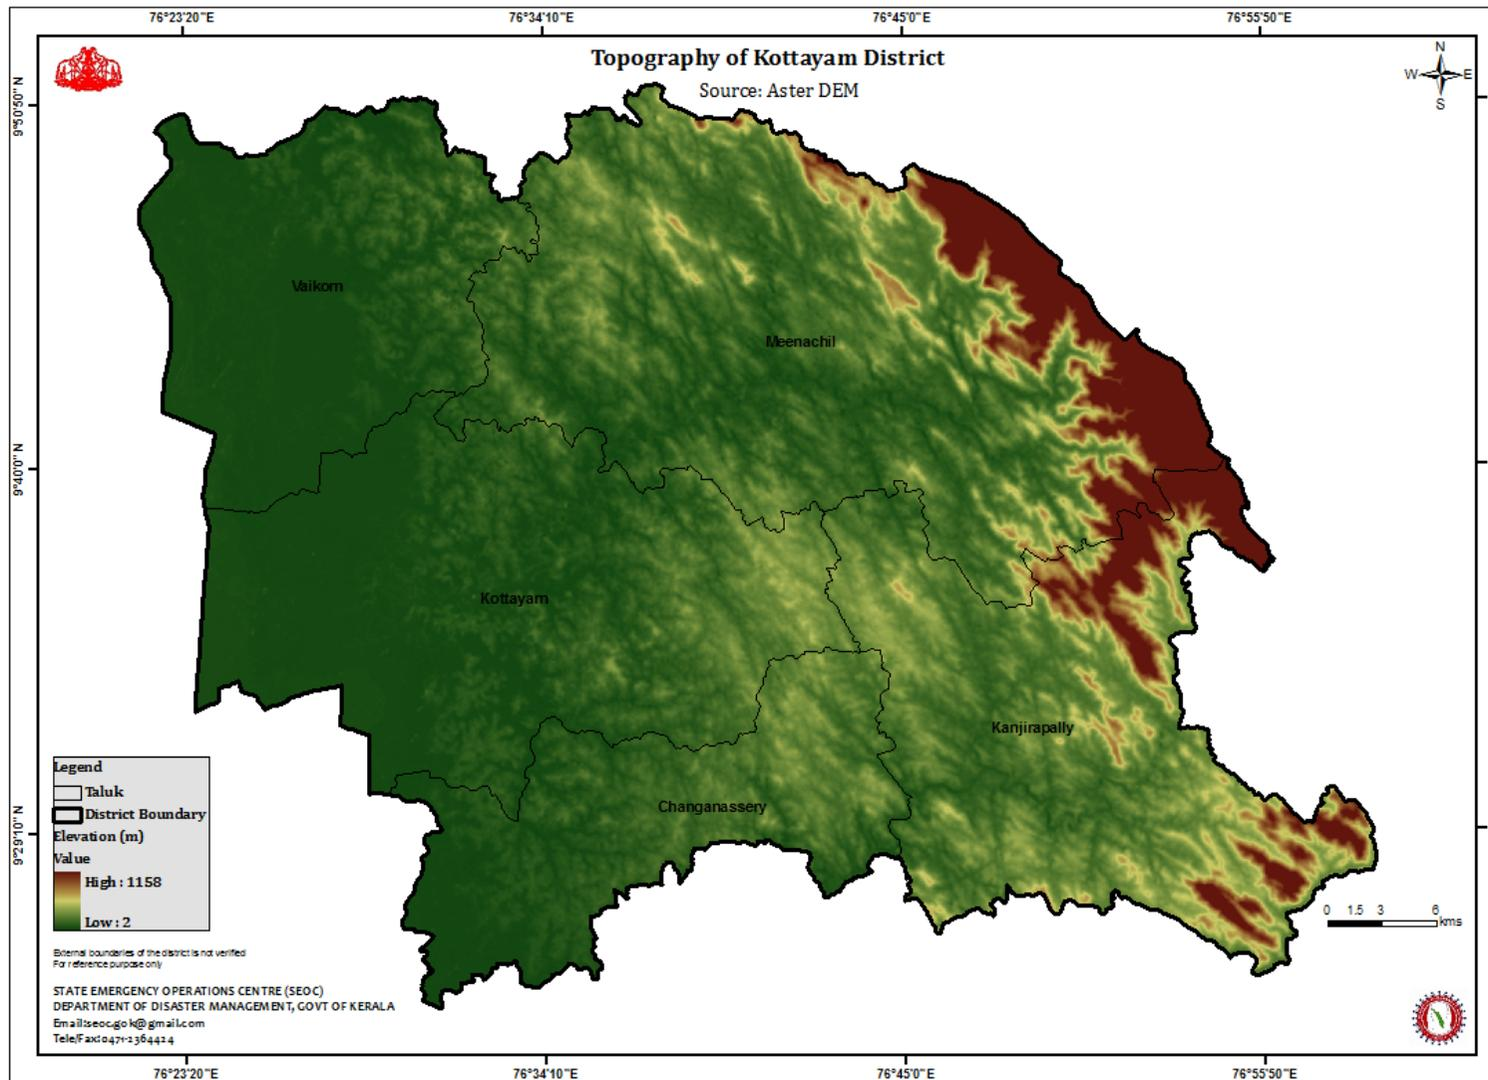 76°23'20"E 76°34'10"E 76°45'0"E 76°55'50"E
Topography of Kottayam District
Source: Aster DEM
N
W E
S
9°50'50"N
Vaikom
Meenachil
9°40'0"N
Kottayam
Kanjirapally
Changanassery
9°29'10"N
Legend
Taluk
District Boundary
Elevation (m)
Value
High : 1158
Low : 2
0 1.5 3 6
kms
External boundaries of the district is not verified
For reference purpose only
STATE EMERGENCY OPERATIONS CENTRE (SEOC)
DEPARTMENT OF DISASTER MANAGEMENT, GOVT OF KERALA
Email:seoc.gok@gmail.com
Tele/Fax:0471-2364424
76°23'20"E 76°34'10"E 76°45'0"E 76°55'50"E